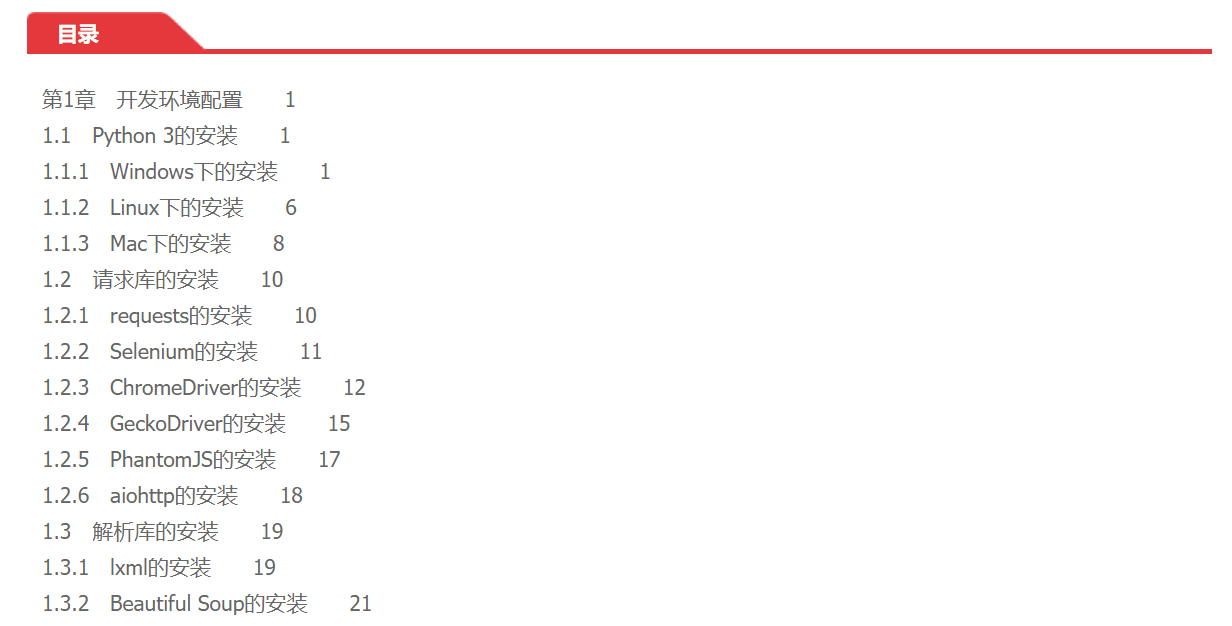 目录
第1章　开发环境配置　　1
1.1　Python 3的安装　　1
1.1.1　Windows下的安装　　1
1.1.2　Linux下的安装　　6
1.1.3　Mac下的安装　　8
1.2　请求库的安装　　10
1.2.1　requests的安装　　10
1.2.2　Selenium的安装　　11
1.2.3　ChromeDriver的安装　　12
1.2.4　GeckoDriver的安装　　15
1.2.5　PhantomJS的安装　　17
1.2.6　aiohttp的安装　　18
1.3　解析库的安装　　19
1.3.1　lxml的安装　　19
1.3.2　Beautiful Soup的安装　　21